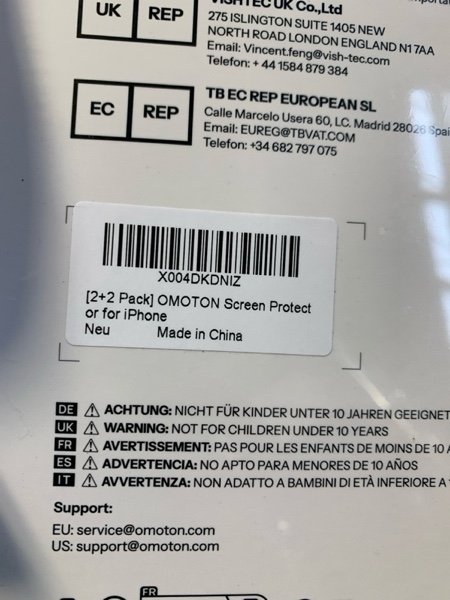 VISHTEC UK Co.,Ltd
UK REP
275 ISLINGTON SUITE 1405 NEW
NORTH ROAD LONDON ENGLAND N1 7AA
Email: Vincent.feng@vish-tec.com
Telefon: + 44 1584 879 384
EC REP
TB EC REP EUROPEAN SL
Calle Marcelo Usera 60, LC. Madrid 28026 Spai
Email: EUREG@TBVAT.COM
Telefon: +34 682 797 075
X004DKDNIZ
[2+2 Pack] OMOTON Screen Protect
or for iPhone
Neu Made in China
DE ACHTUNG: NICHT FÜR KINDER UNTER 10 JAHREN GEEIGNET
UK WARNING: NOT FOR CHILDREN UNDER 10 YEARS
FR AVERTISSEMENT: PAS POUR LES ENFANTS DE MOINS DE 10 A
ES ADVERTENCIA: NO APTO PARA MENORES DE 10 AÑOS
IT AVVERTENZA: NON ADATTO A BAMBINI DI ETÀ INFERIORE A
Support:
EU: service@omoton.com
US: support@omoton.com
FR